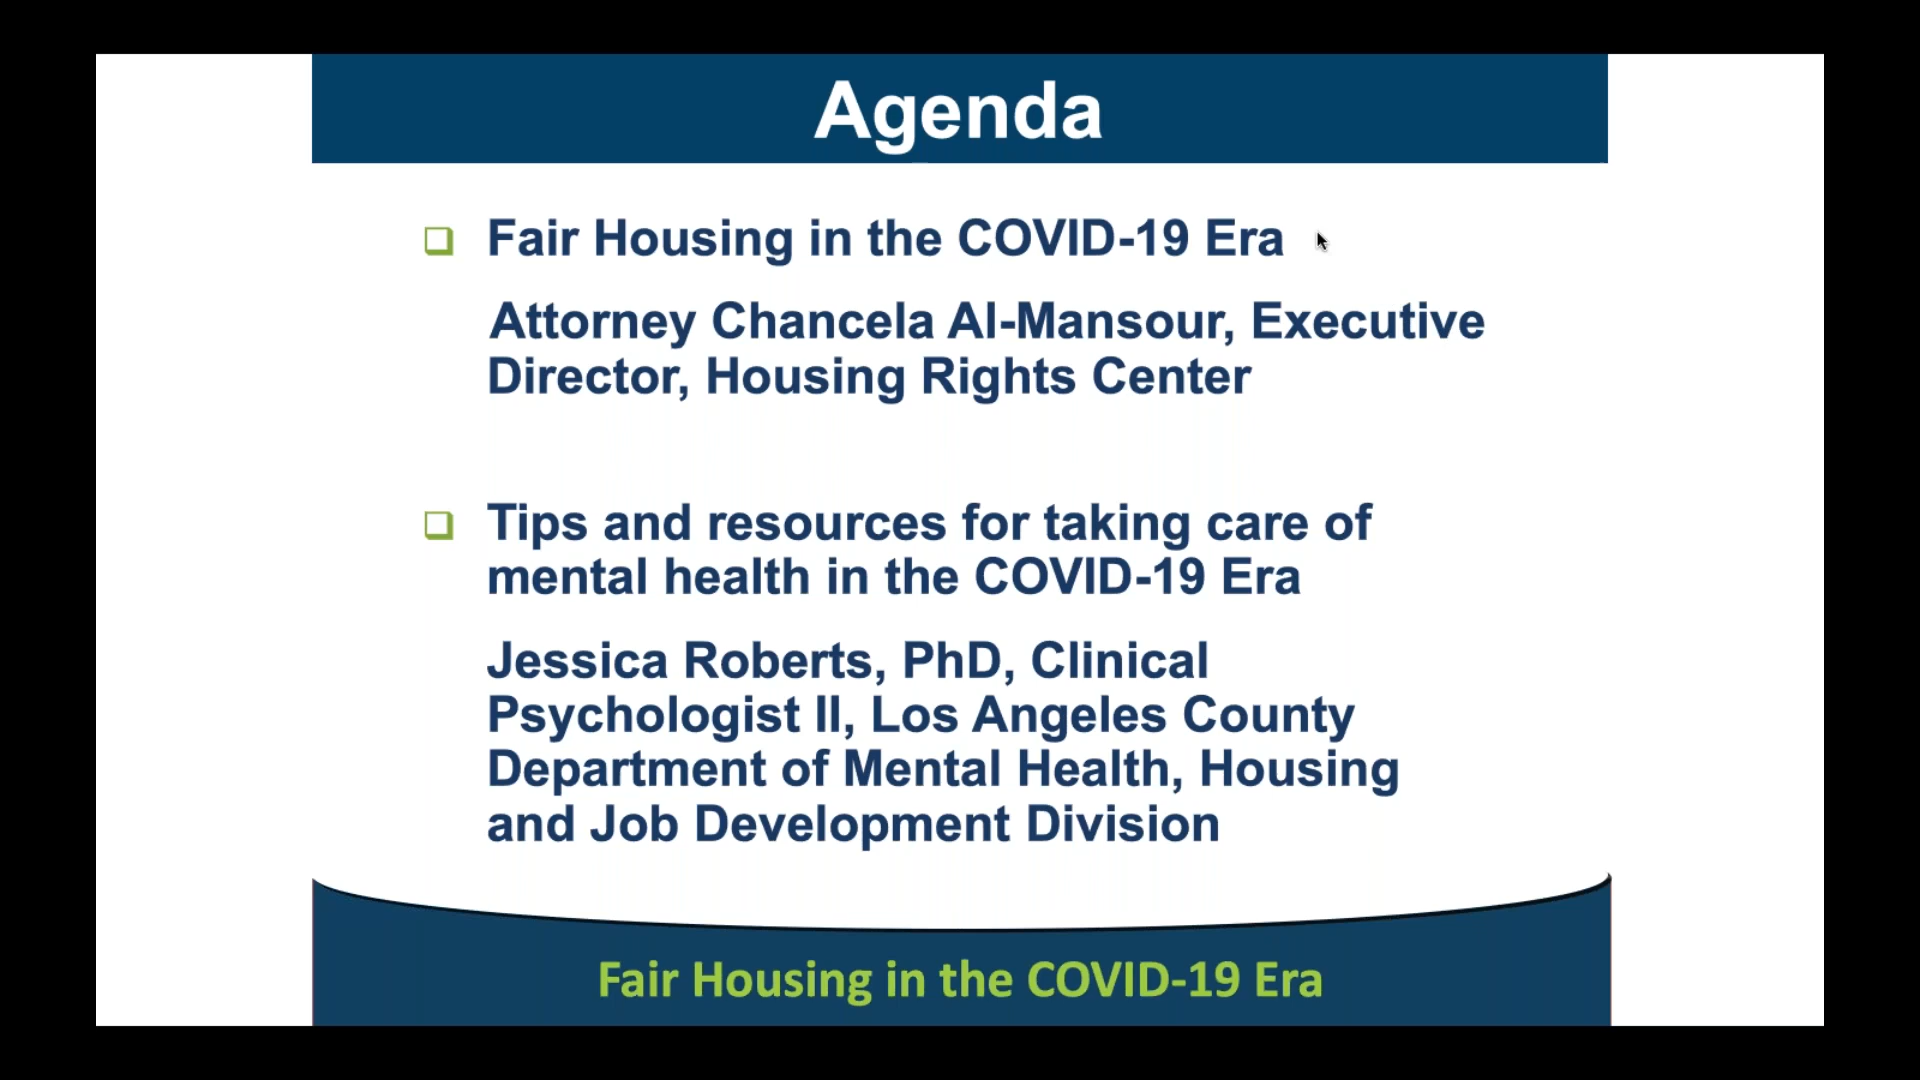 Agenda
Fair Housing in the COVID-19 Era
Attorney Chancela Al-Mansour, Executive
Director, Housing Rights Center
Tips and resources for taking care of
mental health in the COVID-19 Era
Jessica Roberts, PhD, Clinical
Psychologist II, Los Angeles County
Department of Mental Health, Housing
and Job Development Division
Fair Housing in the COVID-19 Era